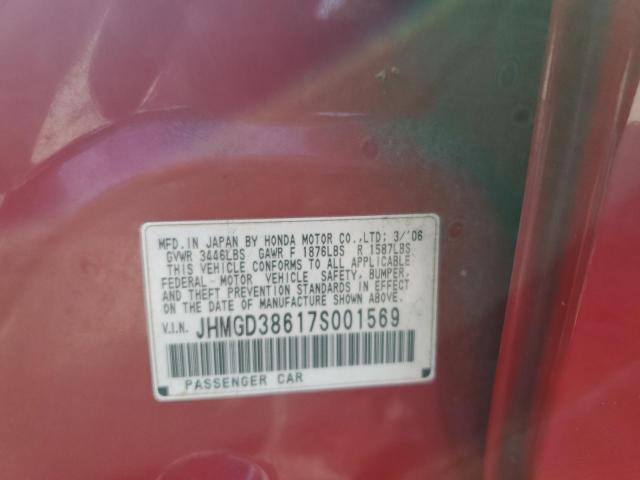 MFD.IN JAPAN BY HONDA MOTOR CO.,LTD; 3/'06
GVWR 3446LBS GAWR F 1876LBS R 1587LBS
THIS VEHICLE CONFORMS TO ALL APPLICABLE
FEDERAL MOTOR VEHICLE SAFETY, BUMPER,
AND THEFT PREVENTION STANDARDS IN EFFECT
ON THE DATE OF MANUFACTURE SHOWN ABOVE.
V.I.N. JHMGD38617S001569
PASSENGER CAR